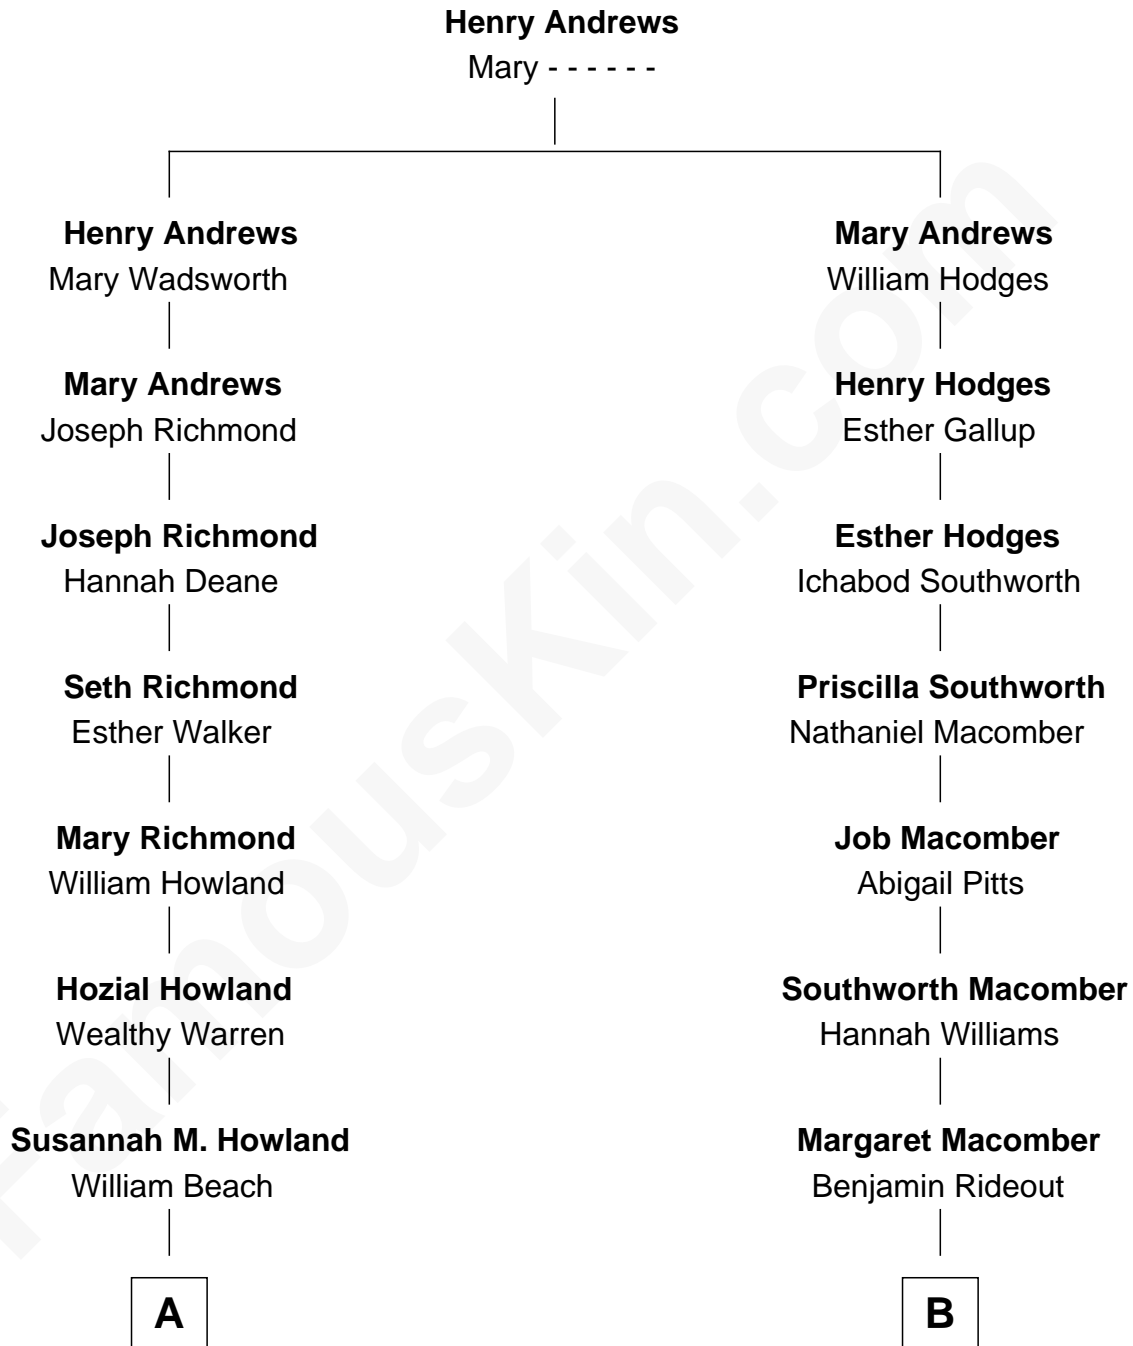 Henry Andrews
Mary - - - - - -
Henry Andrews
Mary Wadsworth
Mary Andrews
William Hodges
Mary Andrews
Joseph Richmond
Henry Hodges
Esther Gallup
Joseph Richmond
Hannah Deane
Esther Hodges
Ichabod Southworth
Seth Richmond
Esther Walker
Priscilla Southworth
Nathaniel Macomber
Mary Richmond
William Howland
Job Macomber
Abigail Pitts
Hozial Howland
Wealthy Warren
Southworth Macomber
Hannah Williams
Susannah M. Howland
William Beach
Margaret Macomber
Benjamin Rideout
A
B
FamousKin.com